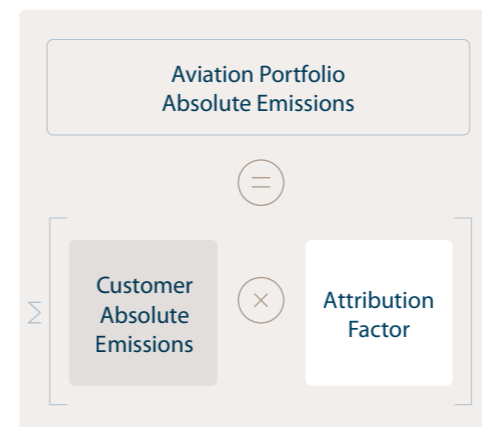 Aviation Portfolio
Absolute Emissions
=
Σ
Customer
Absolute
Emissions
×
Attribution
Factor